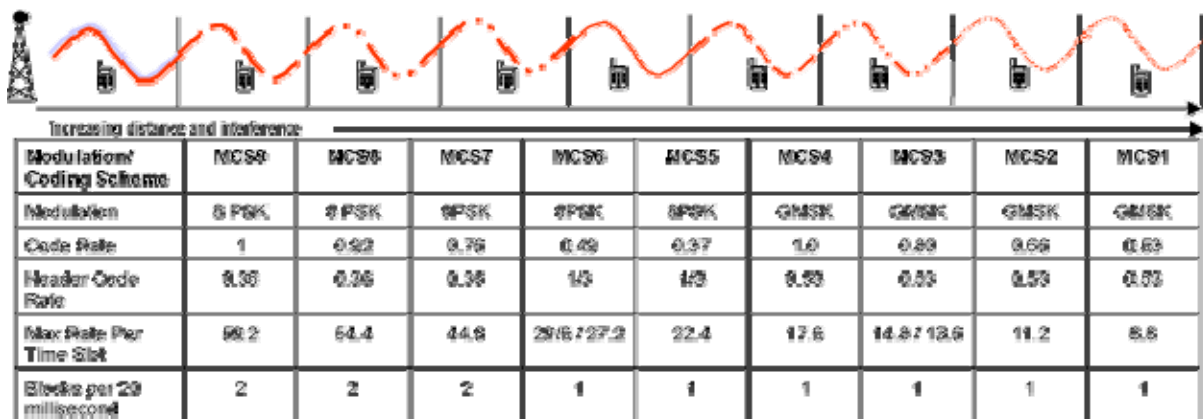 Increasing distance and interference
Modulation/ MCS9 MCS8 MCS7 MCS6 MCS5 MCS4 MCS3 MCS2 MCS1
Coding Scheme
Modulation 8 PSK 8 PSK 8PSK 8PSK 8PSK GMSK GMSK GMSK GMSK
Code Rate 1 0.92 0.76 0.49 0.37 1.0 0.66 0.53
Header Code 0.36 0.36 0.36 1/3 1/3 0.53 0.53 0.53 0.53
Rate
Max Rate Per 59.2 54.4 44.8 27.2 22.4 17.6 14.8 / 13.6 11.2 8.8
Time Slot
Blocks per 20 2 2 2 1 1 1 1 1 1
millisecond